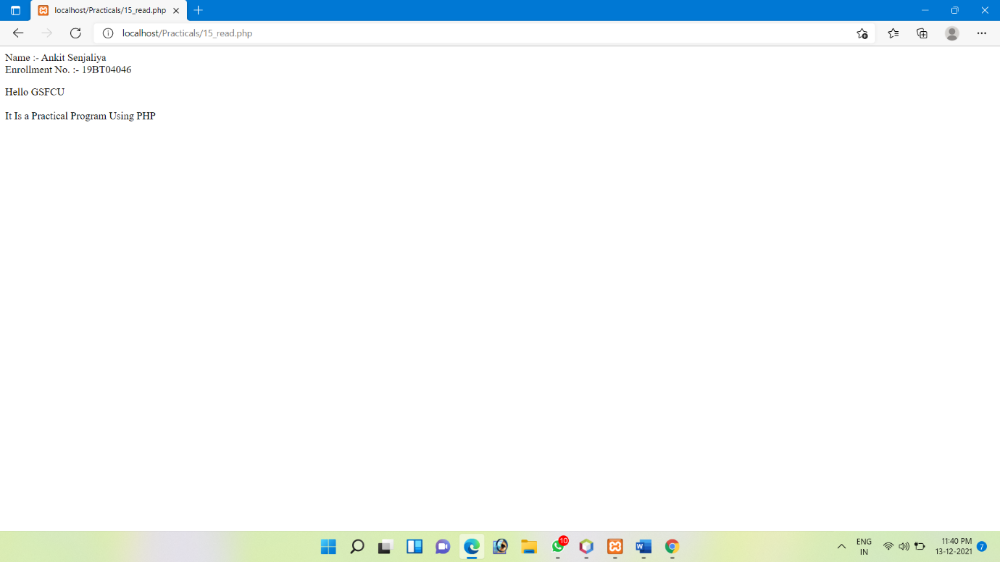 localhost/Practicals/15_read.php
localhost/Practicals/15_read.php
Name :- Ankit Senjaliya
Enrollment No. :- 19BT04046
Hello GSFCU
It Is a Practical Program Using PHP
10
ENG
IN
11:40 PM
13-12-2021
7